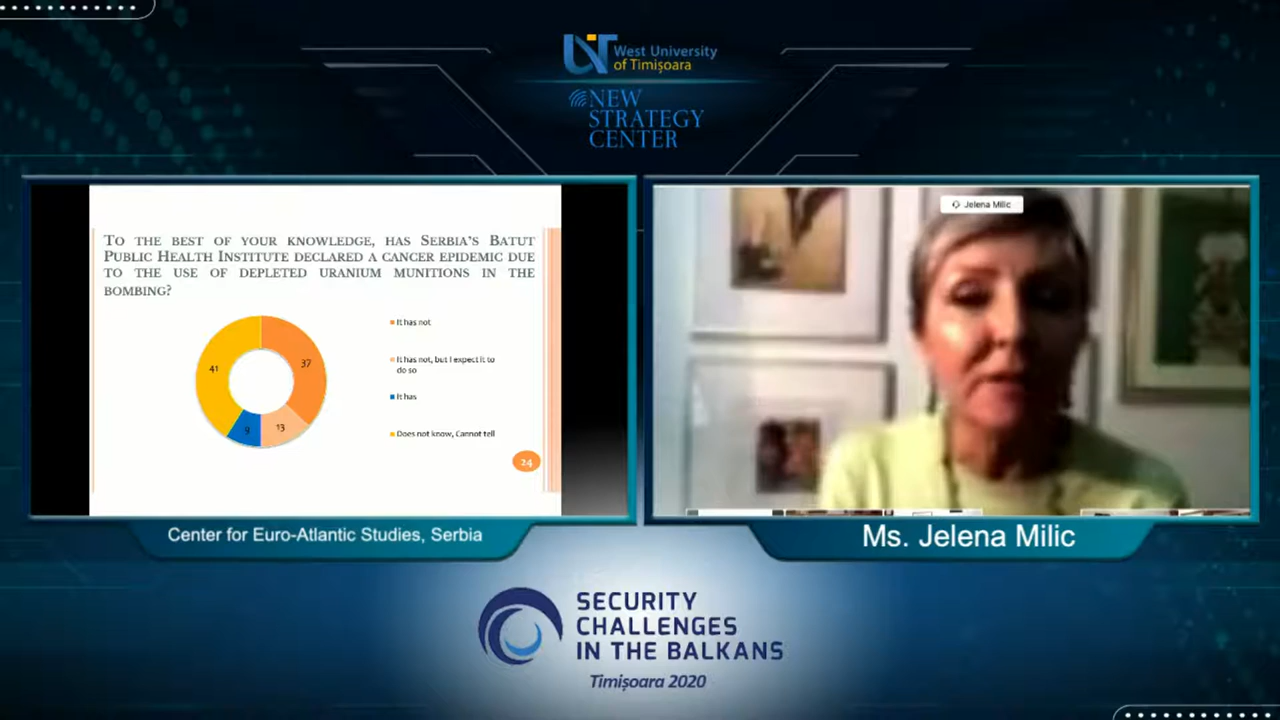 West University
of Timișoara
NEW
STRATEGY
CENTER
TO THE BEST OF YOUR KNOWLEDGE, HAS SERBIA'S BATUT
PUBLIC HEALTH INSTITUTE DECLARED A CANCER EPIDEMIC DUE
TO THE USE OF DEPLETED URANIUM MUNITIONS IN THE
BOMBING?
It has not
It has not, but I expect it to
do so
It has
Does not know, Cannot tell
41
37
9
13
24
Jelena Milic
Center for Euro-Atlantic Studies, Serbia
Ms. Jelena Milic
SECURITY
CHALLENGES
IN THE BALKANS
Timișoara 2020